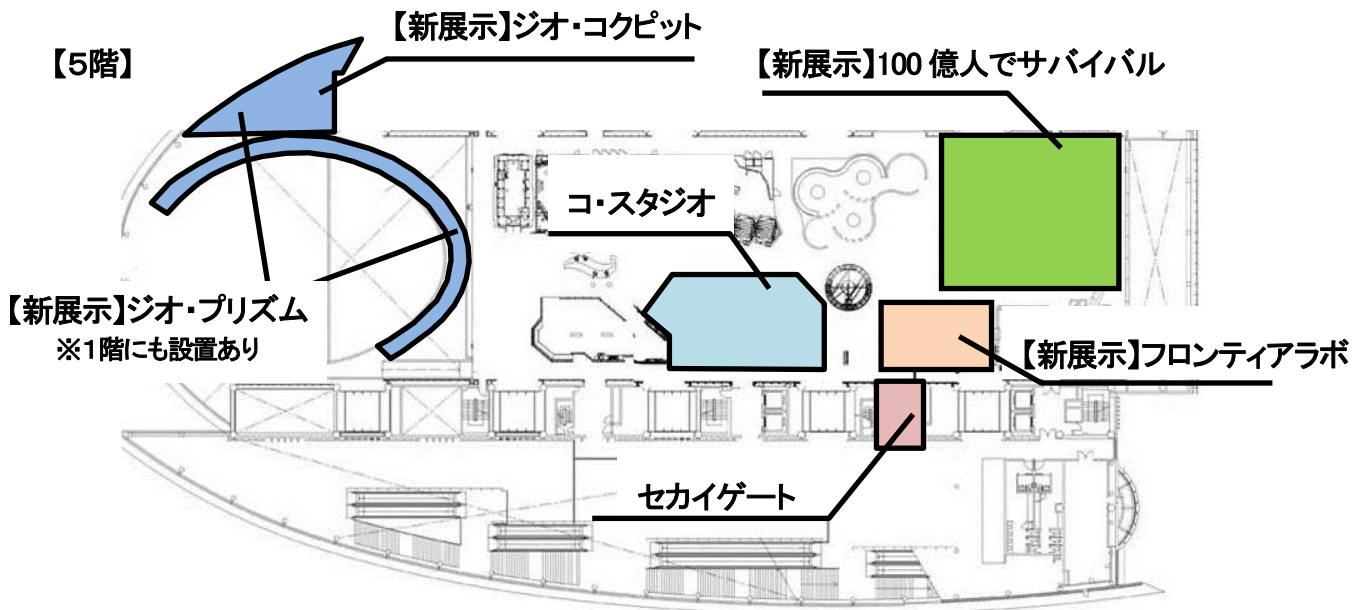 【新展示】ジオ・コクピット
【5階】
【新展示】100 億人でサバイバル
コ・スタジオ
【新展示】ジオ・プリズム
※1階にも設置あり
【新展示】フロンティアラボ
セカイゲート